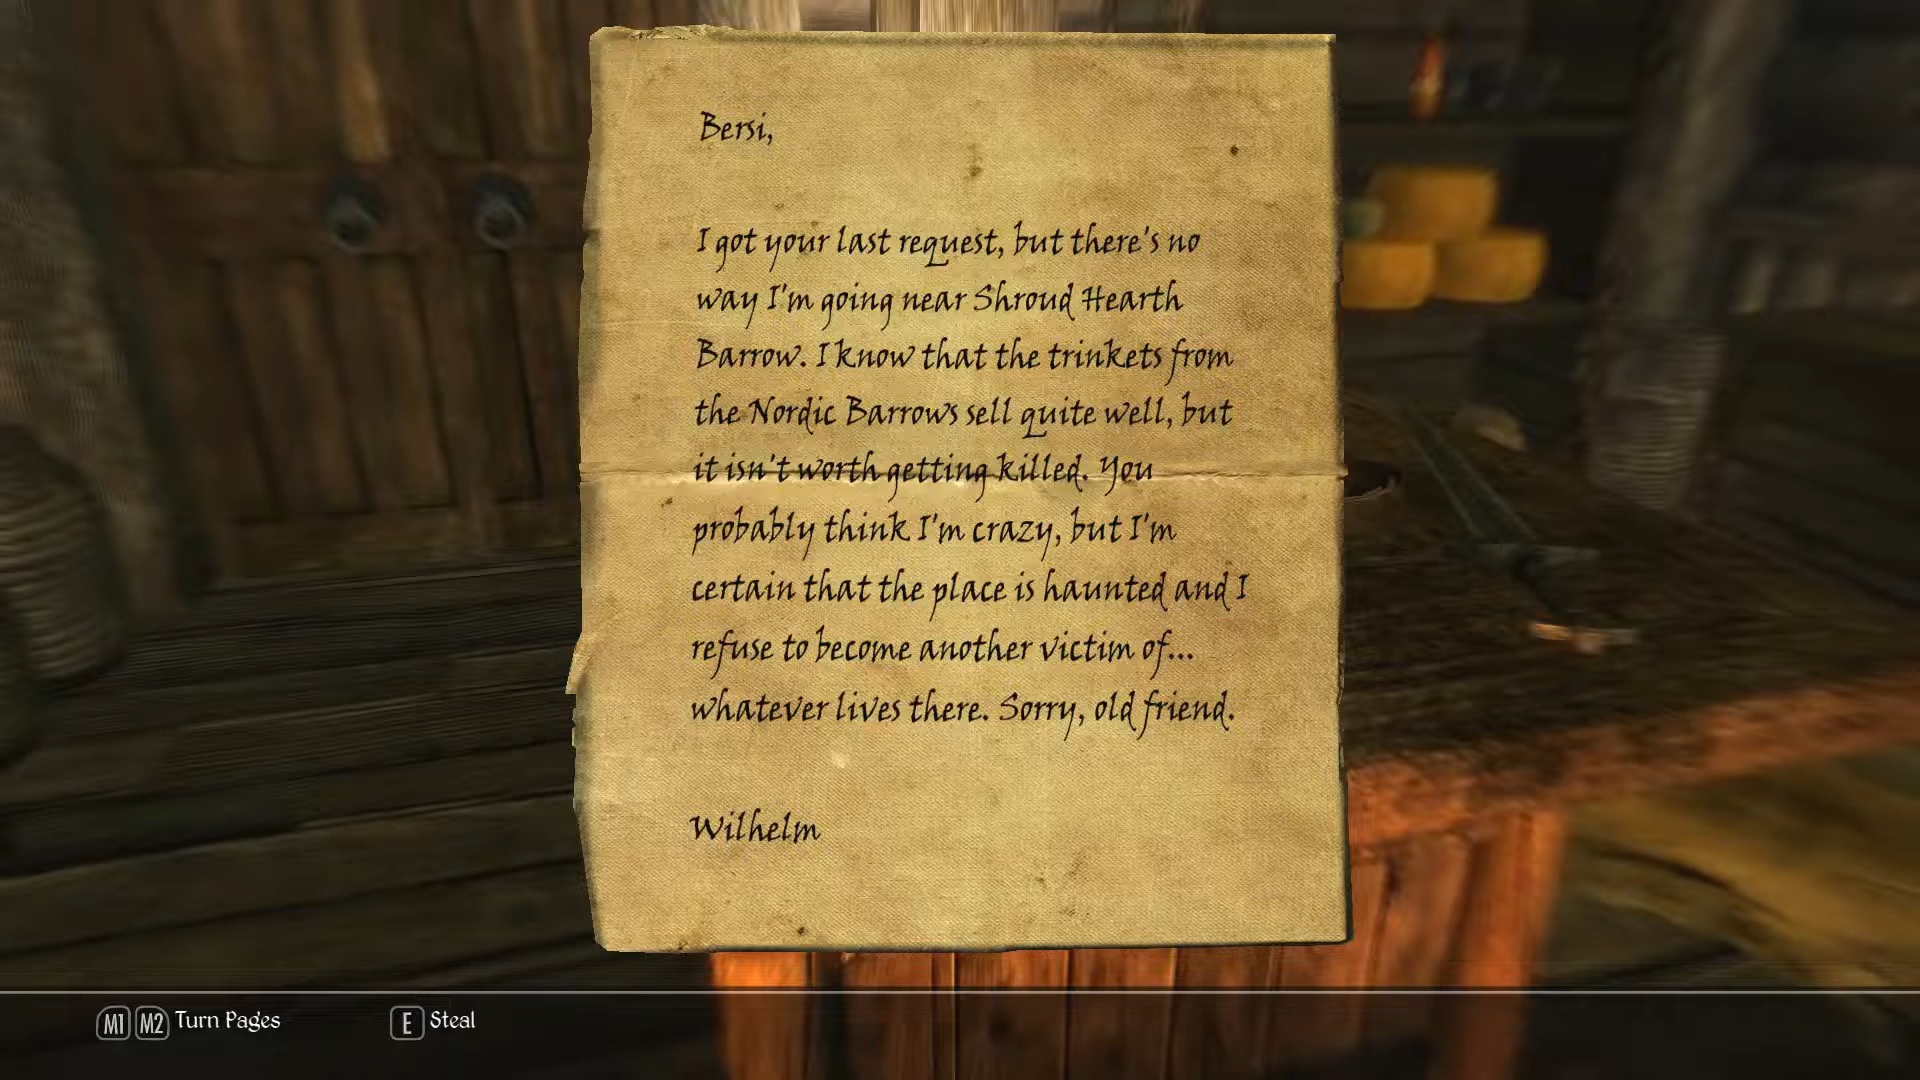 Bersi,
I got your last request, but there's no
way I'm going near Shroud Hearth
Barrow. I know that the trinkets from
the Nordic Barrows sell quite well, but
it isn't worth getting killed. You
probably think I'm crazy, but I'm
certain that the place is haunted and I
refuse to become another victim of...
whatever lives there. Sorry, old friend.
Wilhelm
M1 M2 Turn Pages E Steal